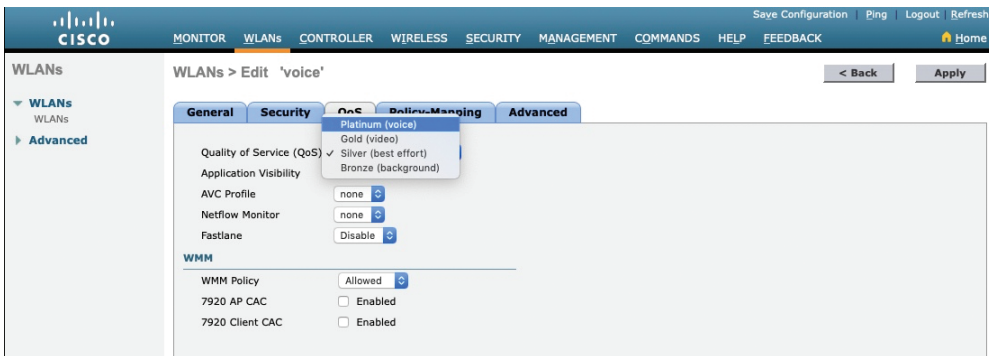 Save Configuration | Ping | Logout | Refresh
CISCO MONITOR WLANs CONTROLLER WIRELESS SECURITY MANAGEMENT COMMANDS HELP FEEDBACK Home
WLANs
WLANs > Edit 'voice'
< Back Apply
WLANs
WLANs
Advanced
General Security QoS Policy-Mapping Advanced
Platinum (voice)
Gold (video)
Quality of Service (QoS) ✓ Silver (best effort)
Bronze (background)
Application Visibility
AVC Profile none
Netflow Monitor none
Fastlane Disable
WMM
WMM Policy Allowed
7920 AP CAC Enabled
7920 Client CAC Enabled